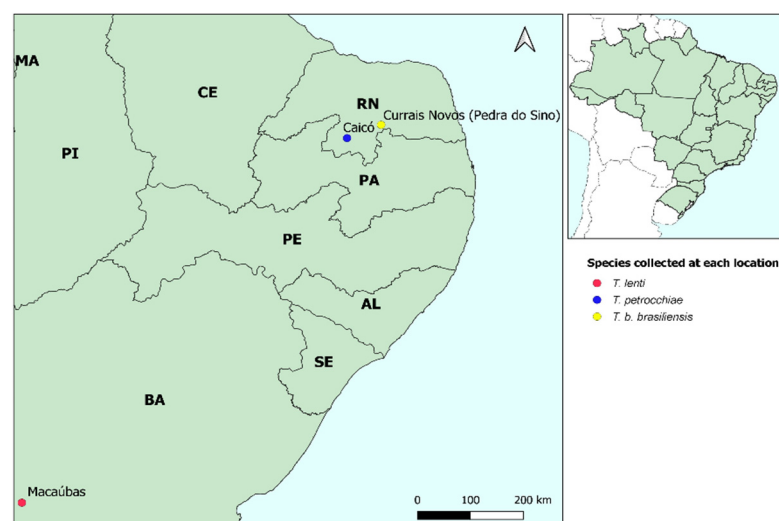 MA
CE
RN
Currais Novos (Pedra do Sino)
Caicó
PI
PA
PE
AL
SE
BA
Macaúbas
0 100 200 km
Species collected at each location
T. lenti
T. petrocchiae
T. b. brasiliensis